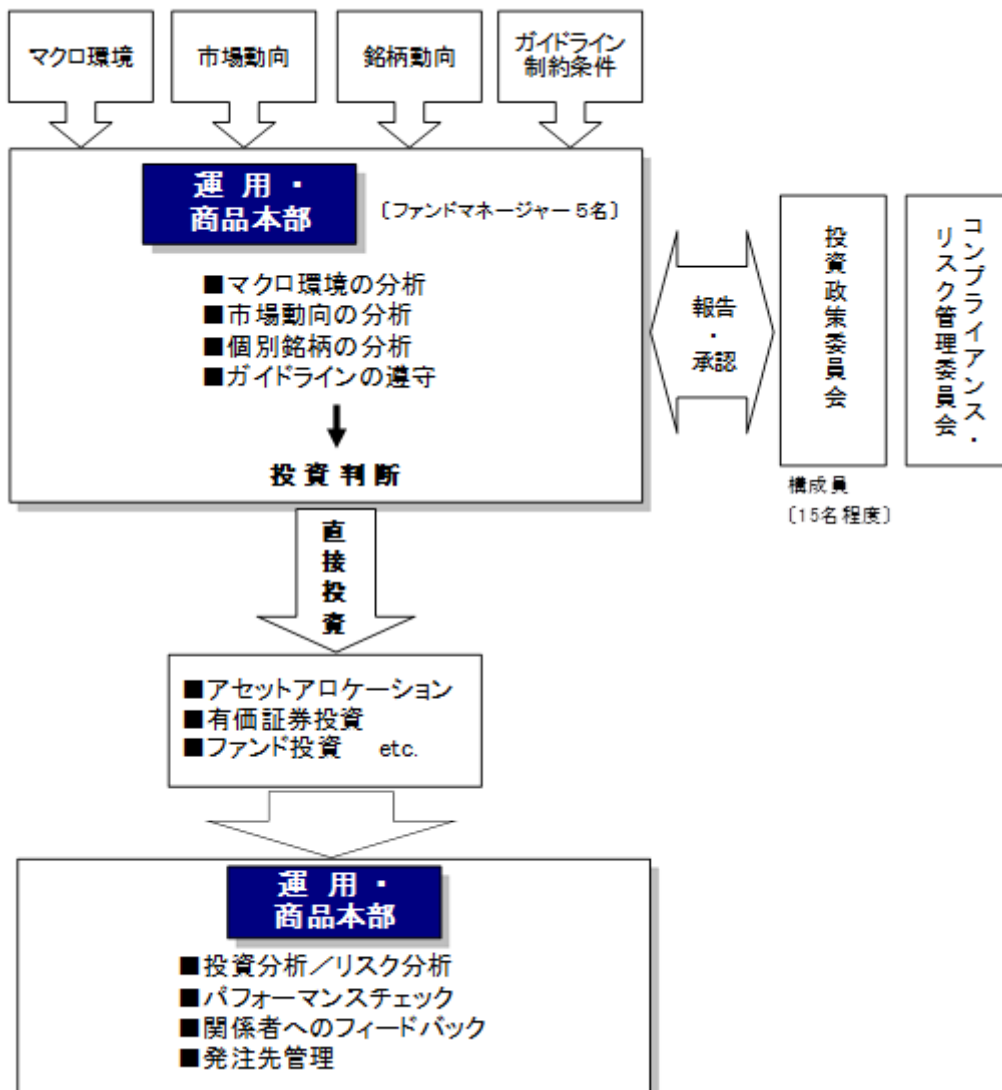 マクロ環境
市場動向
銘柄動向
ガイドライン
制約条件
運 用 ・
商品本部
〔ファンドマネージャー 5名〕
■マクロ環境の分析
■市場動向の分析
■個別銘柄の分析
■ガイドラインの遵守
投資判断
報告
・
承認
投資政策委員会
コンプライアンス・
リスク管理委員会
構成員
〔15名程度〕
直接投資
■アセットアロケーション
■有価証券投資
■ファンド投資 etc.
運 用 ・
商品本部
■投資分析／リスク分析
■パフォーマンスチェック
■関係者へのフィードバック
■発注先管理